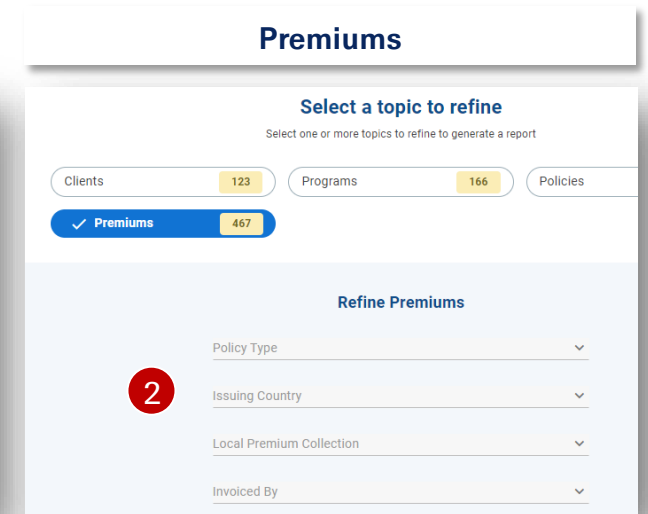 Premiums
Select a topic to refine
Select one or more topics to refine to generate a report
Clients 123 Programs 166 Policies
Premiums 467
Refine Premiums
Policy Type
2
Issuing Country
Local Premium Collection
Invoiced By